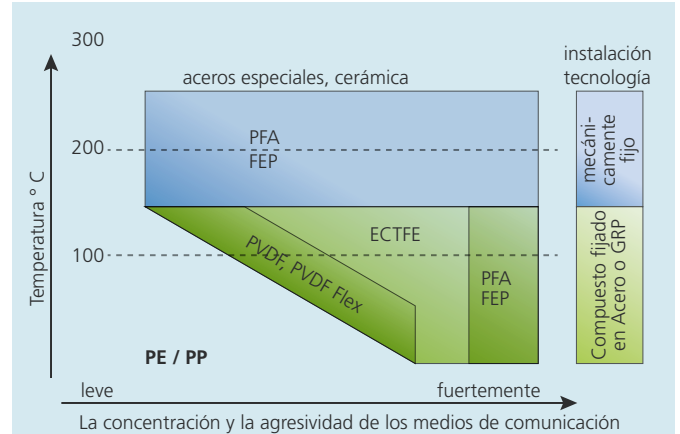 300
aceros especiales, cerámica
instalación
tecnología
200
PFA
FEP
mecáni-
camente
fijo
Temperatura ° C
ECTFE
100
PVDF, PVDF Flex
PFA
FEP
Compuesto fijado
en Acero o GRP
PE / PP
leve
fuertemente
La concentración y la agresividad de los medios de comunicación